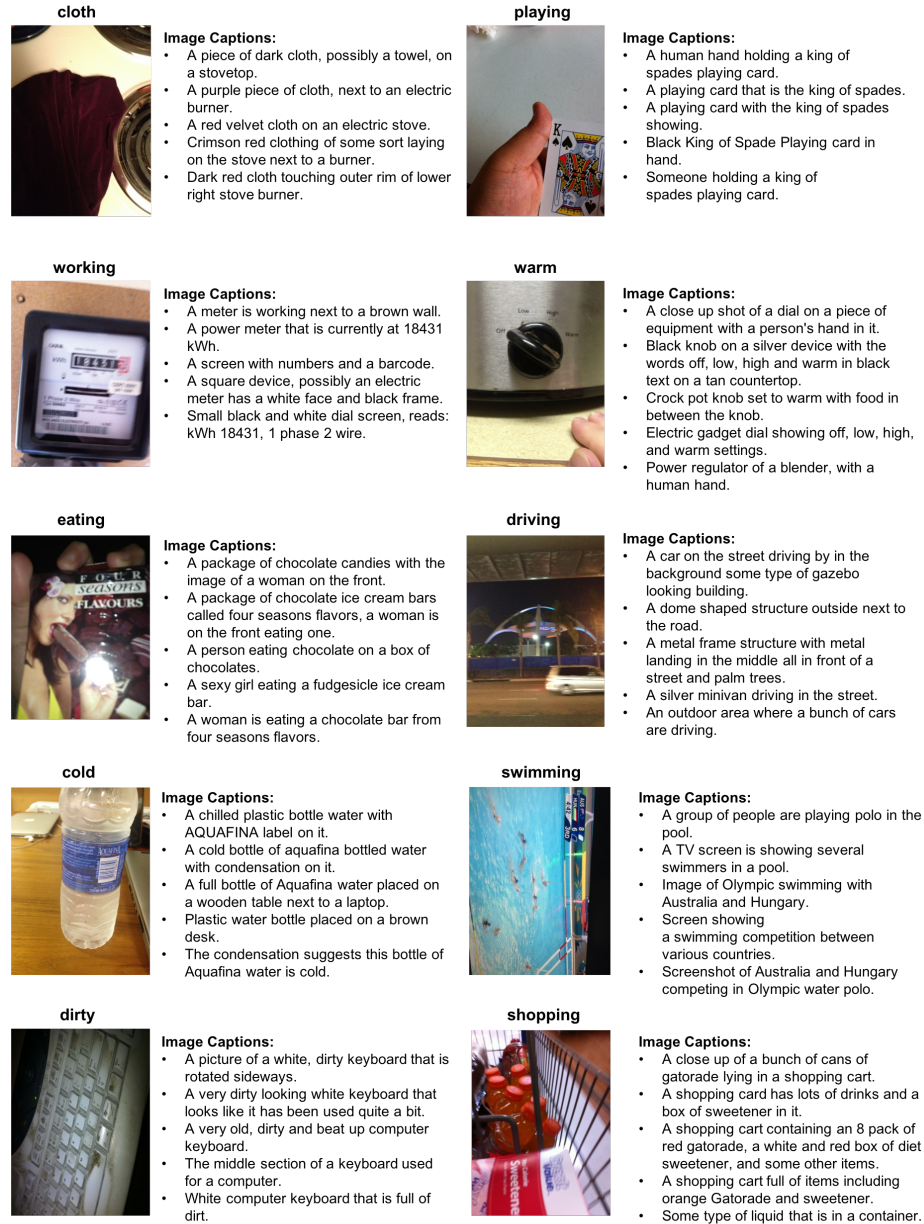 cloth
Image Captions:
• A piece of dark cloth, possibly a towel, on
a stovetop.
• A purple piece of cloth, next to an electric
burner.
• A red velvet cloth on an electric stove.
• Crimson red clothing of some sort laying
on the stove next to a burner.
• Dark red cloth touching outer rim of lower
right stove burner.
playing
K
Image Captions:
• A human hand holding a king of
spades playing card.
• A playing card that is the king of spades.
• A playing card with the king of spades
showing.
• Black King of Spade Playing card in
hand.
• Someone holding a king of
spades playing card.
working
kWh
18431
1 Phase 2 Wire
Image Captions:
• A meter is working next to a brown wall.
• A power meter that is currently at 18431
kWh.
• A screen with numbers and a barcode.
• A square device, possibly an electric
meter has a white face and black frame.
• Small black and white dial screen, reads:
kWh 18431, 1 phase 2 wire.
warm
Low
High
Off
Warm
Image Captions:
• A close up shot of a dial on a piece of
equipment with a person's hand in it.
• Black knob on a silver device with the
words off, low, high and warm in black
text on a tan countertop.
• Crock pot knob set to warm with food in
between the knob.
• Electric gadget dial showing off, low, high,
and warm settings.
• Power regulator of a blender, with a
human hand.
eating
FOUR
seasons
FLAVOURS
Image Captions:
• A package of chocolate candies with the
image of a woman on the front.
• A package of chocolate ice cream bars
called four seasons flavors, a woman is
on the front eating one.
• A person eating chocolate on a box of
chocolates.
• A sexy girl eating a fudgesicle ice cream
bar.
• A woman is eating a chocolate bar from
four seasons flavors.
driving
Image Captions:
• A car on the street driving by in the
background some type of gazebo
looking building.
• A dome shaped structure outside next to
the road.
• A metal frame structure with metal
landing in the middle all in front of a
street and palm trees.
• A silver minivan driving in the street.
• An outdoor area where a bunch of cars
are driving.
cold
AQUAFINA
Image Captions:
• A chilled plastic bottle water with
AQUAFINA label on it.
• A cold bottle of aquafina bottled water
with condensation on it.
• A full bottle of Aquafina water placed on
a wooden table next to a laptop.
• Plastic water bottle placed on a brown
desk.
• The condensation suggests this bottle of
Aquafina water is cold.
swimming
AUS 8
HUN 6
Image Captions:
• A group of people are playing polo in the
pool.
• A TV screen is showing several
swimmers in a pool.
• Image of Olympic swimming with
Australia and Hungary.
• Screen showing
a swimming competition between
various countries.
• Screenshot of Australia and Hungary
competing in Olympic water polo.
dirty
Image Captions:
• A picture of a white, dirty keyboard that is
rotated sideways.
• A very dirty looking white keyboard that
looks like it has been used quite a bit.
• A very old, dirty and beat up computer
keyboard.
• The middle section of a keyboard used
for a computer.
• White computer keyboard that is full of
dirt.
shopping
Sweetener
Image Captions:
• A close up of a bunch of cans of
gatorade lying in a shopping cart.
• A shopping card has lots of drinks and a
box of sweetener in it.
• A shopping cart containing an 8 pack of
red gatorade, a white and red box of diet
sweetener, and some other items.
• A shopping cart full of items including
orange Gatorade and sweetener.
• Some type of liquid that is in a container.